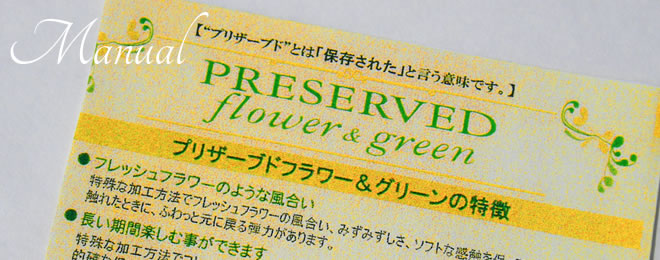 Manual
【“プリザーブド”とは「保存された」と言う意味です。】
PRESERVED
flower & green
プリザーブドフラワー＆グリーンの特徴
●フレッシュフラワーのような風合い
特殊な加工方法でフレッシュフラワーの風合い、みずみずしさ、ソフトな感触を保
触れたときに、ふわっと元に戻る弾力があります。
●長い期間楽しむ事ができます
特殊な加工方法で